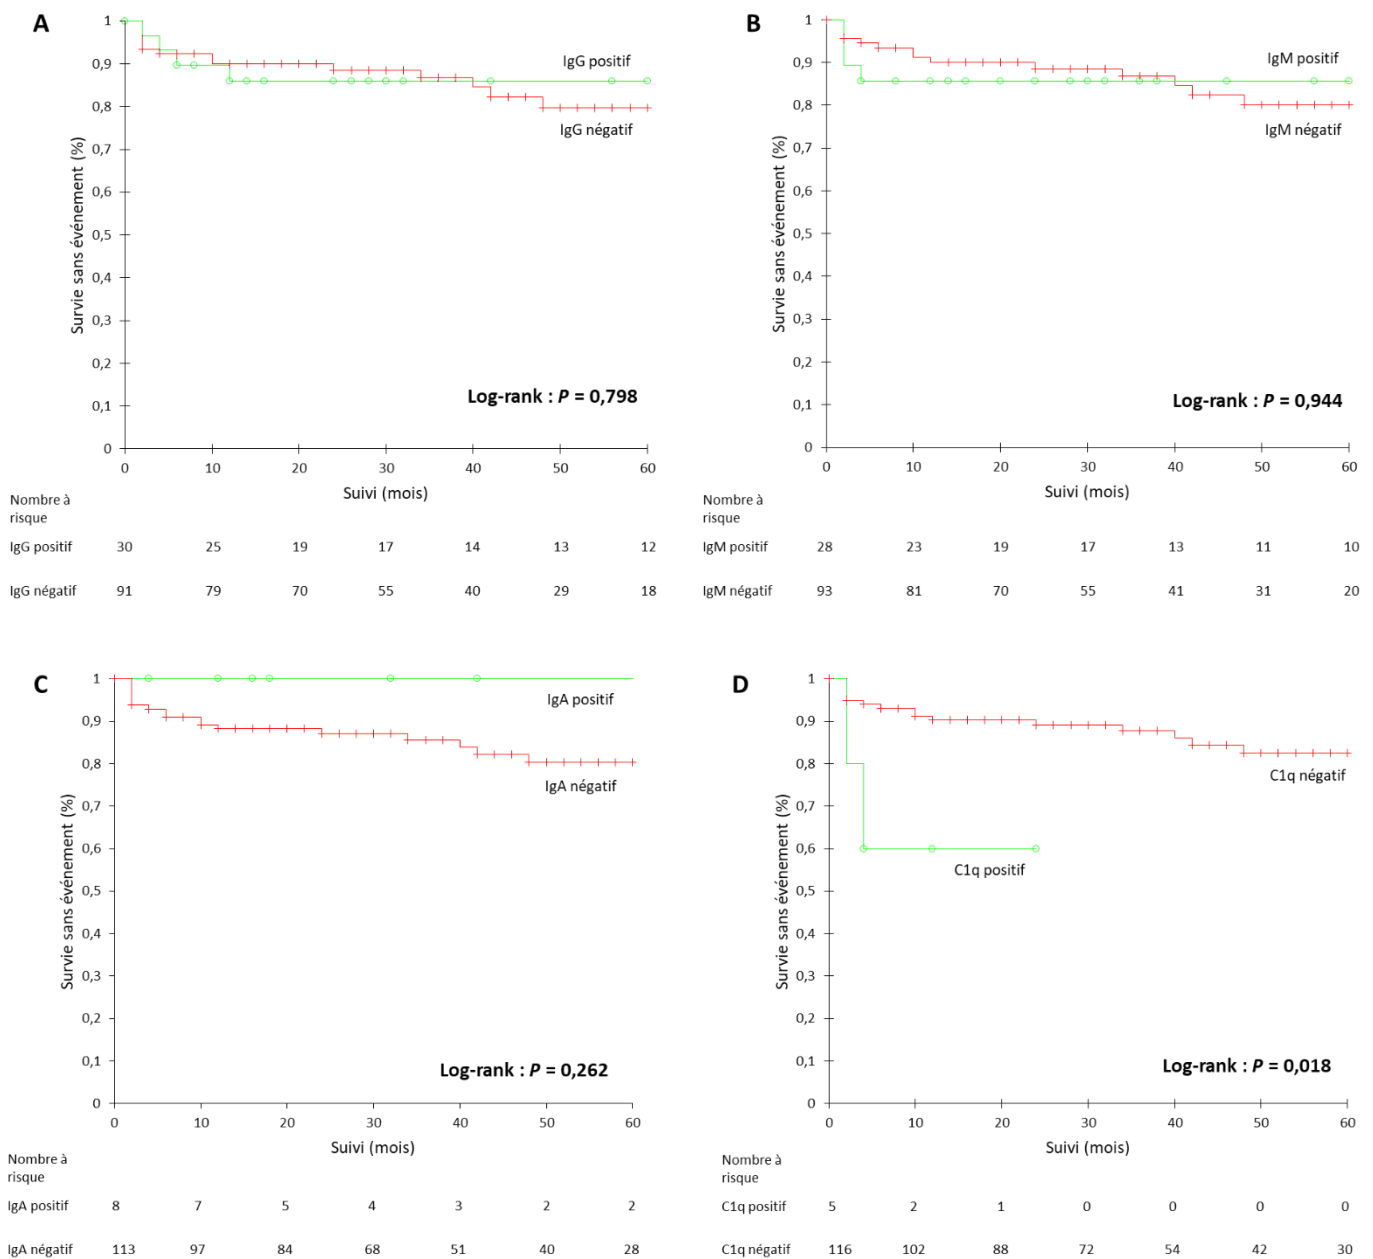 A
1
0,9
0,8
0,7
0,6
0,5
0,4
0,3
0,2
0,1
0
Survie sans événement (%)
IgG positif
IgG négatif
Log-rank : P = 0,798
0 10 20 30 40 50 60
Suivi (mois)
Nombre à
risque
IgG positif 30 25 19 17 14 13 12
IgG négatif 91 79 70 55 40 29 18
B
1
0,9
0,8
0,7
0,6
0,5
0,4
0,3
0,2
0,1
0
Survie sans événement (%)
IgM positif
IgM négatif
Log-rank : P = 0,944
0 10 20 30 40 50 60
Suivi (mois)
Nombre à
risque
IgM positif 28 23 19 17 13 11 10
IgM négatif 93 81 70 55 41 31 20
C
1
0,9
0,8
0,7
0,6
0,5
0,4
0,3
0,2
0,1
0
Survie sans événement (%)
IgA positif
IgA négatif
Log-rank : P = 0,262
0 10 20 30 40 50 60
Suivi (mois)
Nombre à
risque
IgA positif 8 7 5 4 3 2 2
IgA négatif 113 97 84 68 51 40 28
D
1
0,9
0,8
0,7
0,6
0,5
0,4
0,3
0,2
0,1
0
Survie sans événement (%)
C1q négatif
C1q positif
Log-rank : P = 0,018
0 10 20 30 40 50 60
Suivi (mois)
Nombre à
risque
C1q positif 5 2 1 0 0 0 0
C1q négatif 116 102 88 72 54 42 30